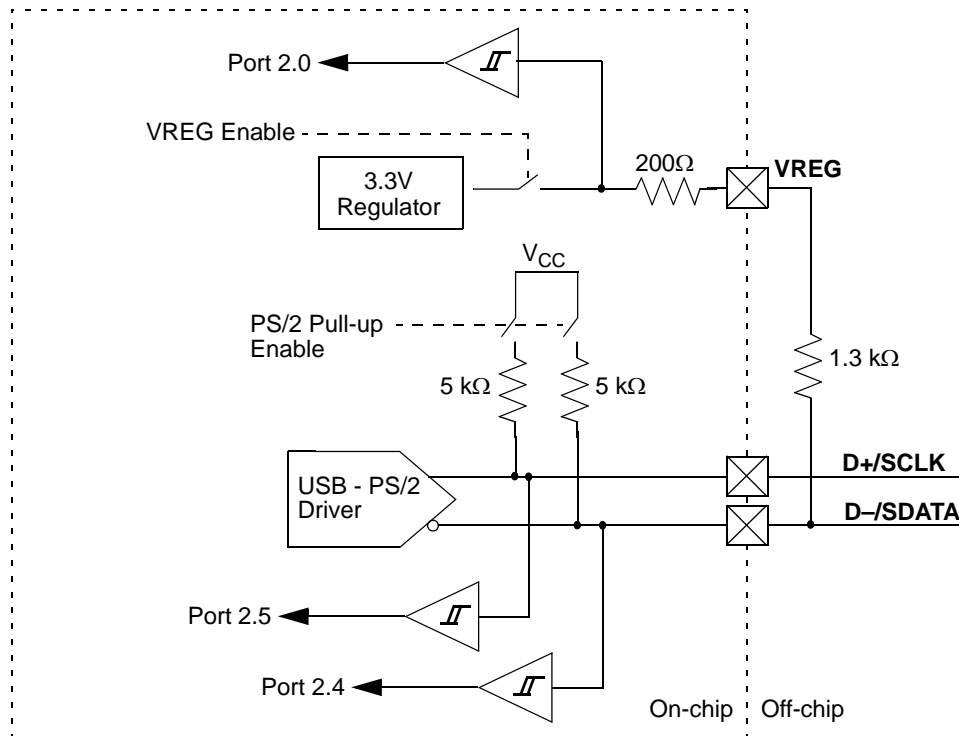 Port 2.0
VREG Enable
200Ω
VREG
3.3V
Regulator
VCC
PS/2 Pull-up
Enable
1.3 kΩ
5 kΩ
5 kΩ
D+/SCLK
USB - PS/2
Driver
D–/SDATA
Port 2.5
Port 2.4
On-chip
Off-chip